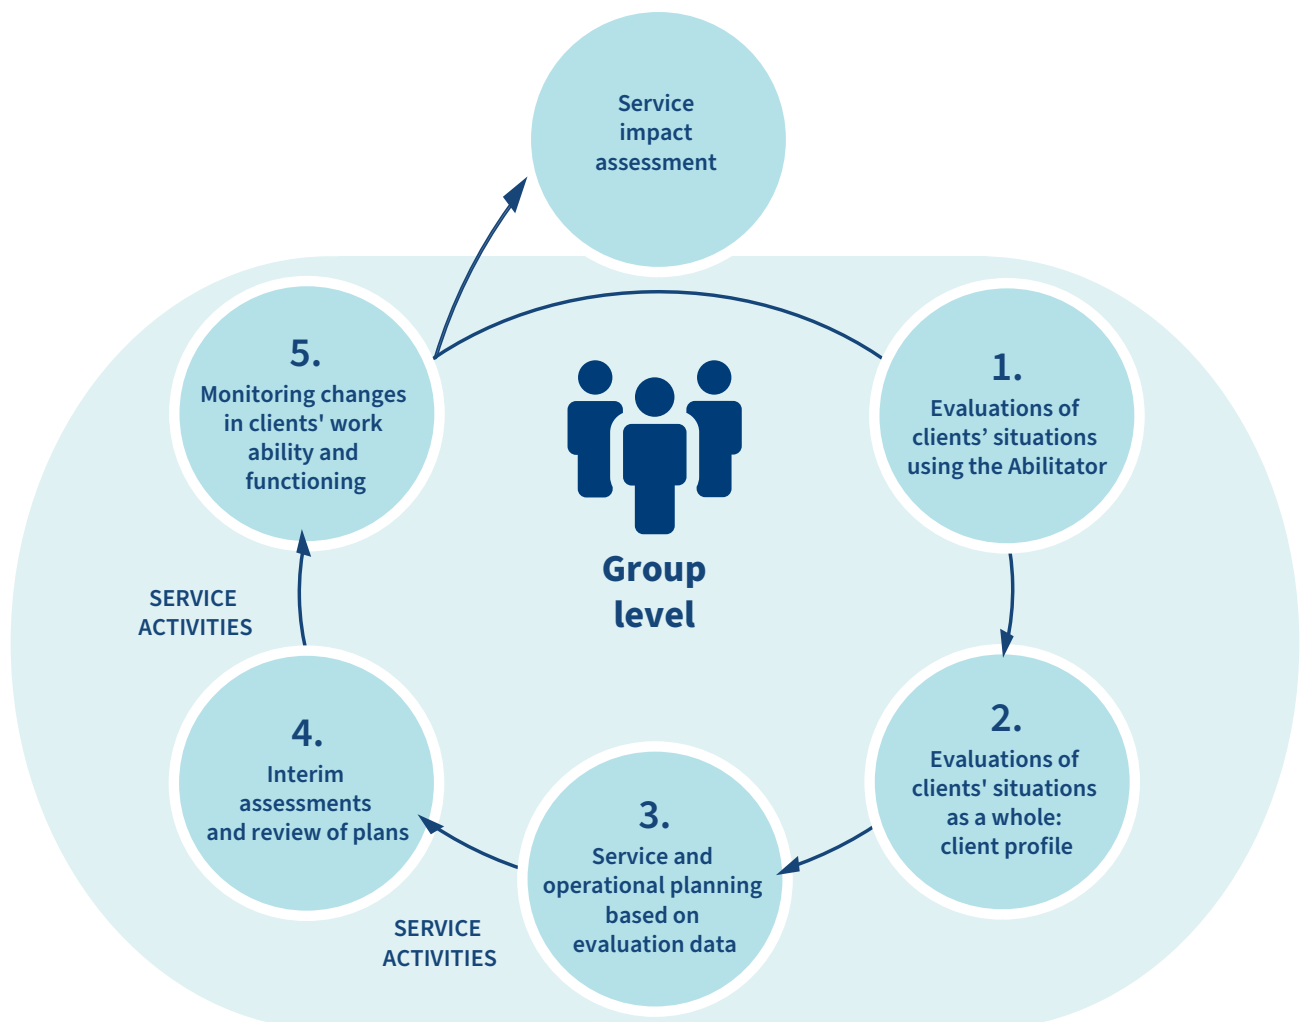 Service
impact
assessment
1.
Evaluations of
clients’ situations
using the Abilitator
2.
Evaluations of
clients' situations
as a whole:
client profile
3.
Service and
operational planning
based on
evaluation data
SERVICE
ACTIVITIES
4.
Interim
assessments
and review of plans
SERVICE
ACTIVITIES
5.
Monitoring changes
in clients' work
ability and
functioning
Group
level